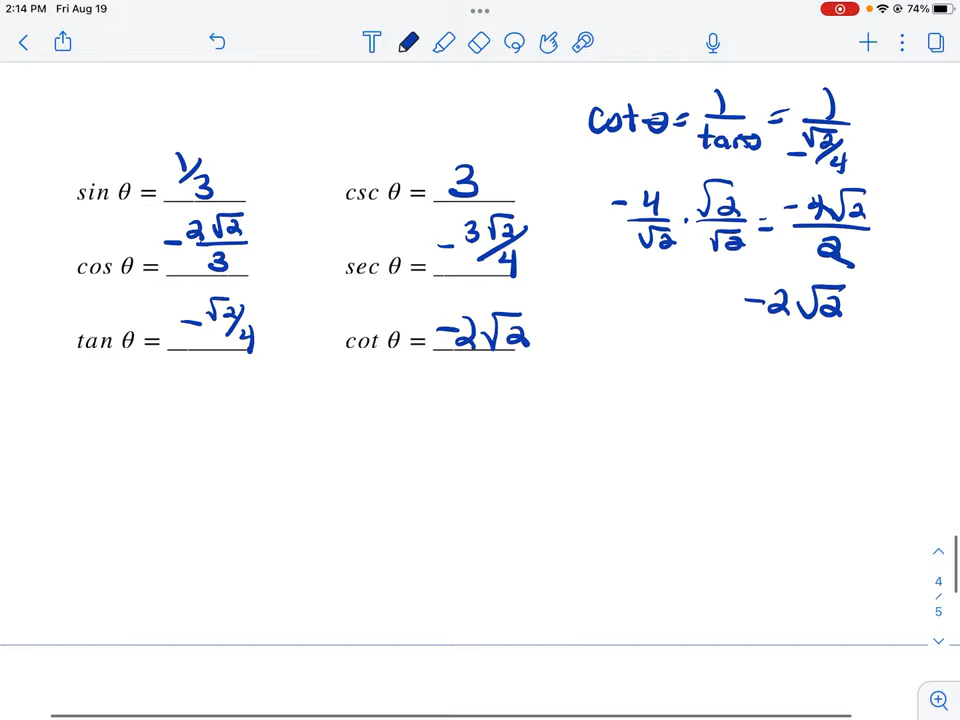 2:14 PM Fri Aug 19
74%
cot θ = 1/tan θ = 1/(-√2/4)
sin θ = 1/3
csc θ = 3
-4/√2 · √2/√2 = -4√2/2
cos θ = -2√2/3
sec θ = -3√2/4
-2√2
tan θ = -√2/4
cot θ = -2√2
4
/
5